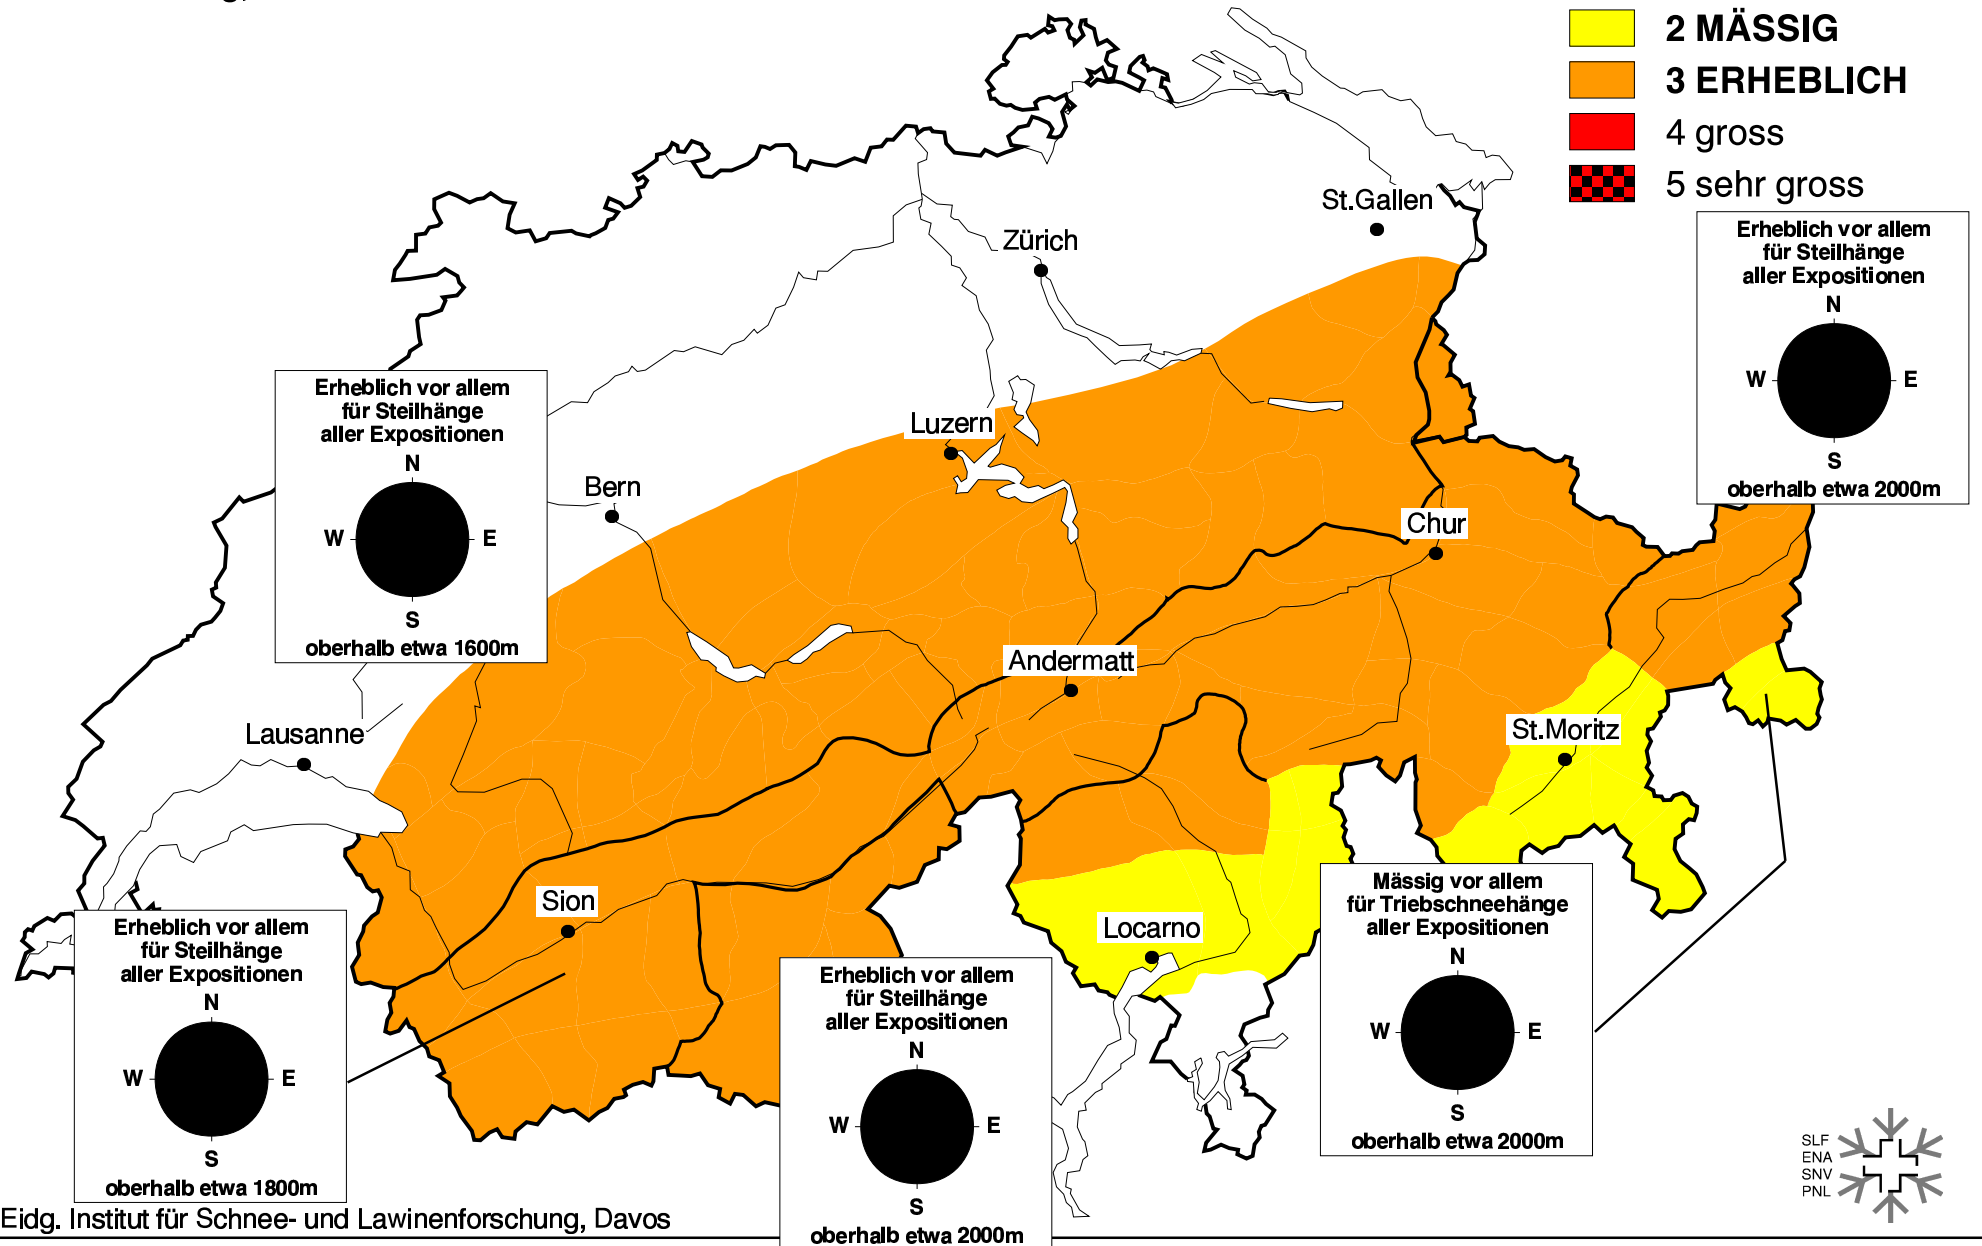 2 MÄSSIG
3 ERHEBLICH
4 gross
5 sehr gross
St.Gallen
Zürich
Erheblich vor allem
für Steilhänge
aller Expositionen
N
W E
S
oberhalb etwa 2000m
Erheblich vor allem
für Steilhänge
aller Expositionen
N
W E
S
oberhalb etwa 1600m
Luzern
Bern
Chur
Andermatt
Lausanne
St.Moritz
Sion
Locarno
Erheblich vor allem
für Steilhänge
aller Expositionen
N
W E
S
oberhalb etwa 1800m
Erheblich vor allem
für Steilhänge
aller Expositionen
N
W E
S
oberhalb etwa 2000m
Mässig vor allem
für Triebschneehänge
aller Expositionen
N
W E
S
oberhalb etwa 2000m
SLF
ENA
SNV
PNL
Eidg. Institut für Schnee- und Lawinenforschung, Davos